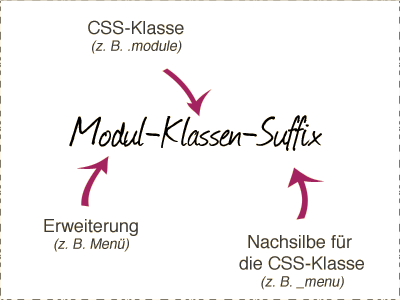 CSS-Klasse
(z. B. .module)
Modul-Klassen-Suffix
Erweiterung
(z. B. Menü)
Nachsilbe für
die CSS-Klasse
(z. B. _menu)